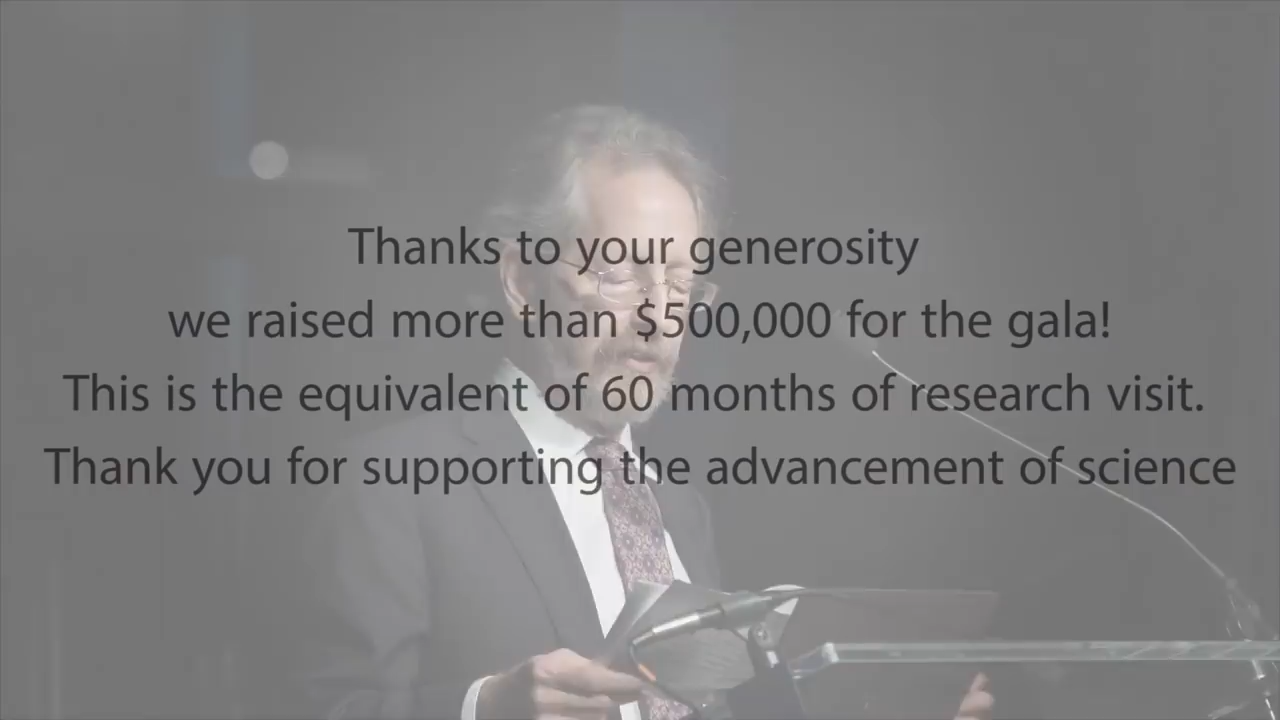 Thanks to your generosity
we raised more than $500,000 for the gala!
This is the equivalent of 60 months of research visit.
Thank you for supporting the advancement of science